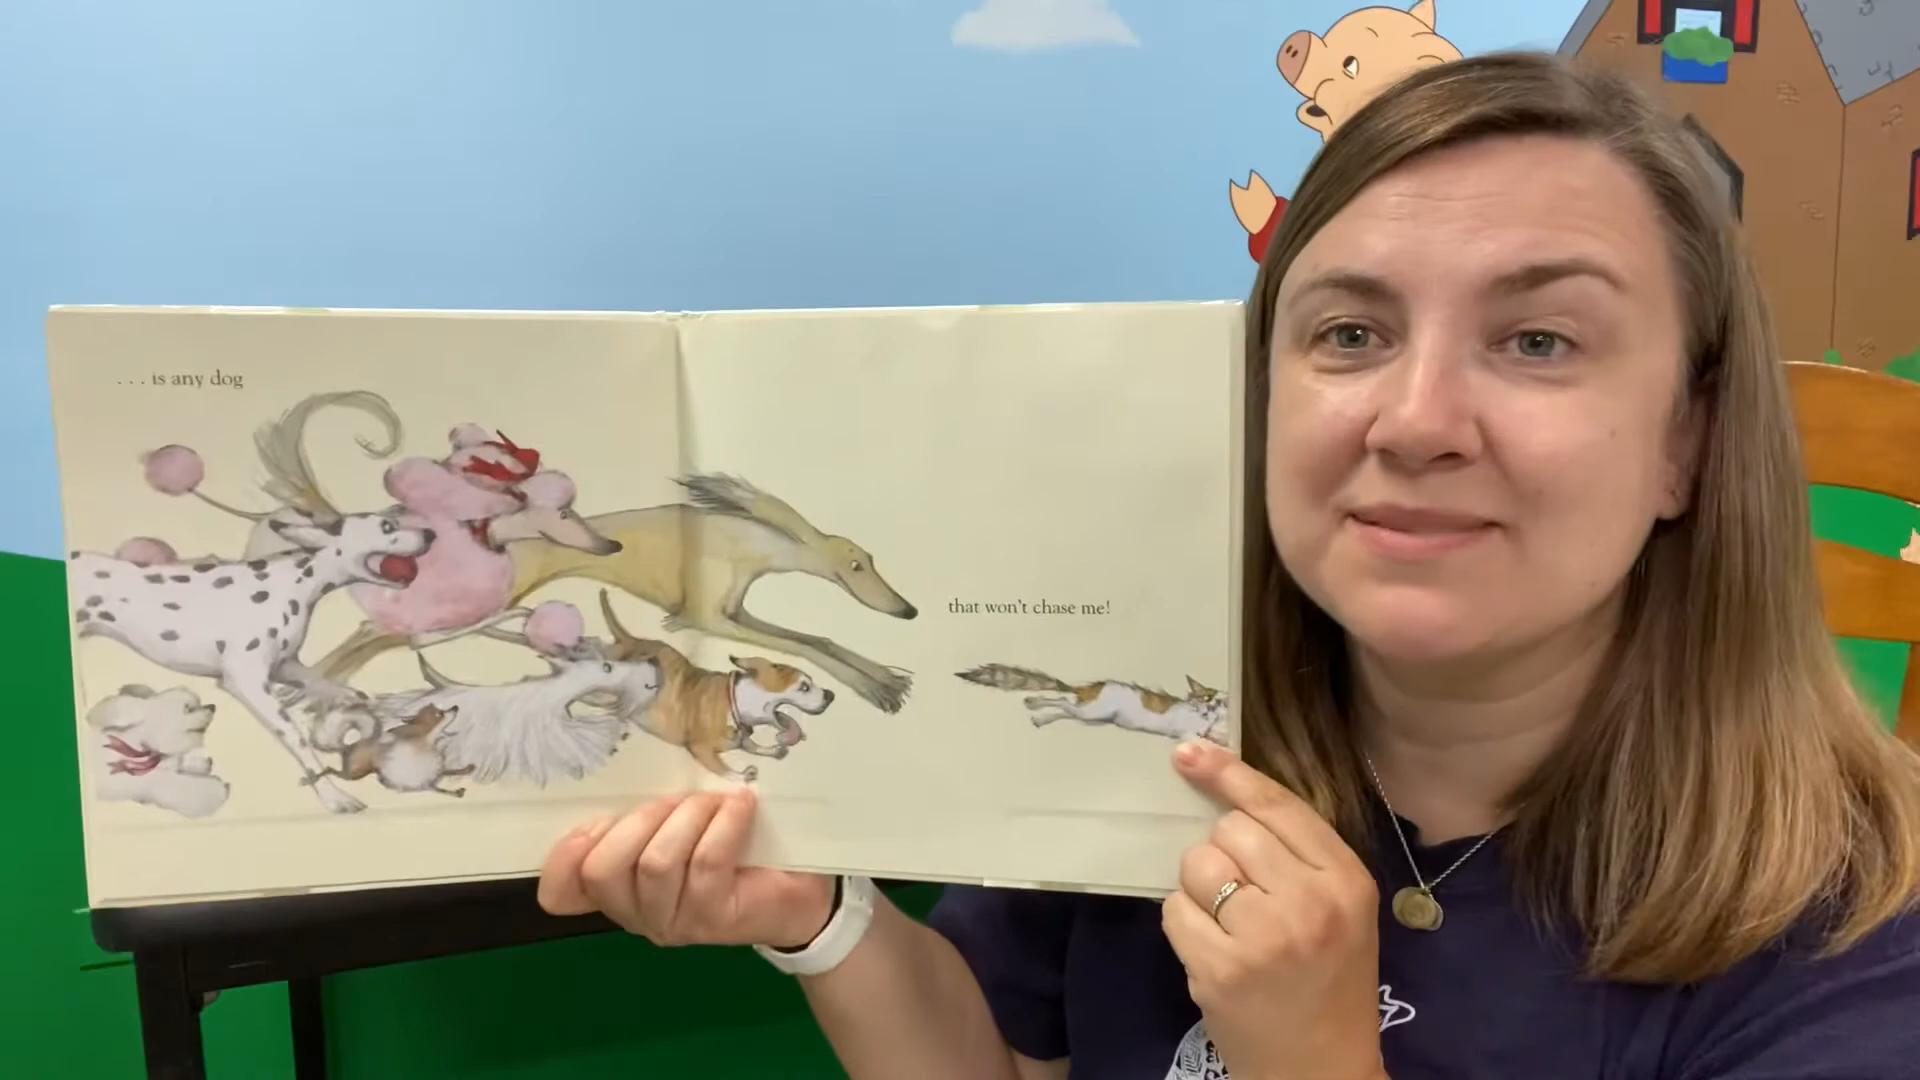 . . . is any dog
that won't chase me!